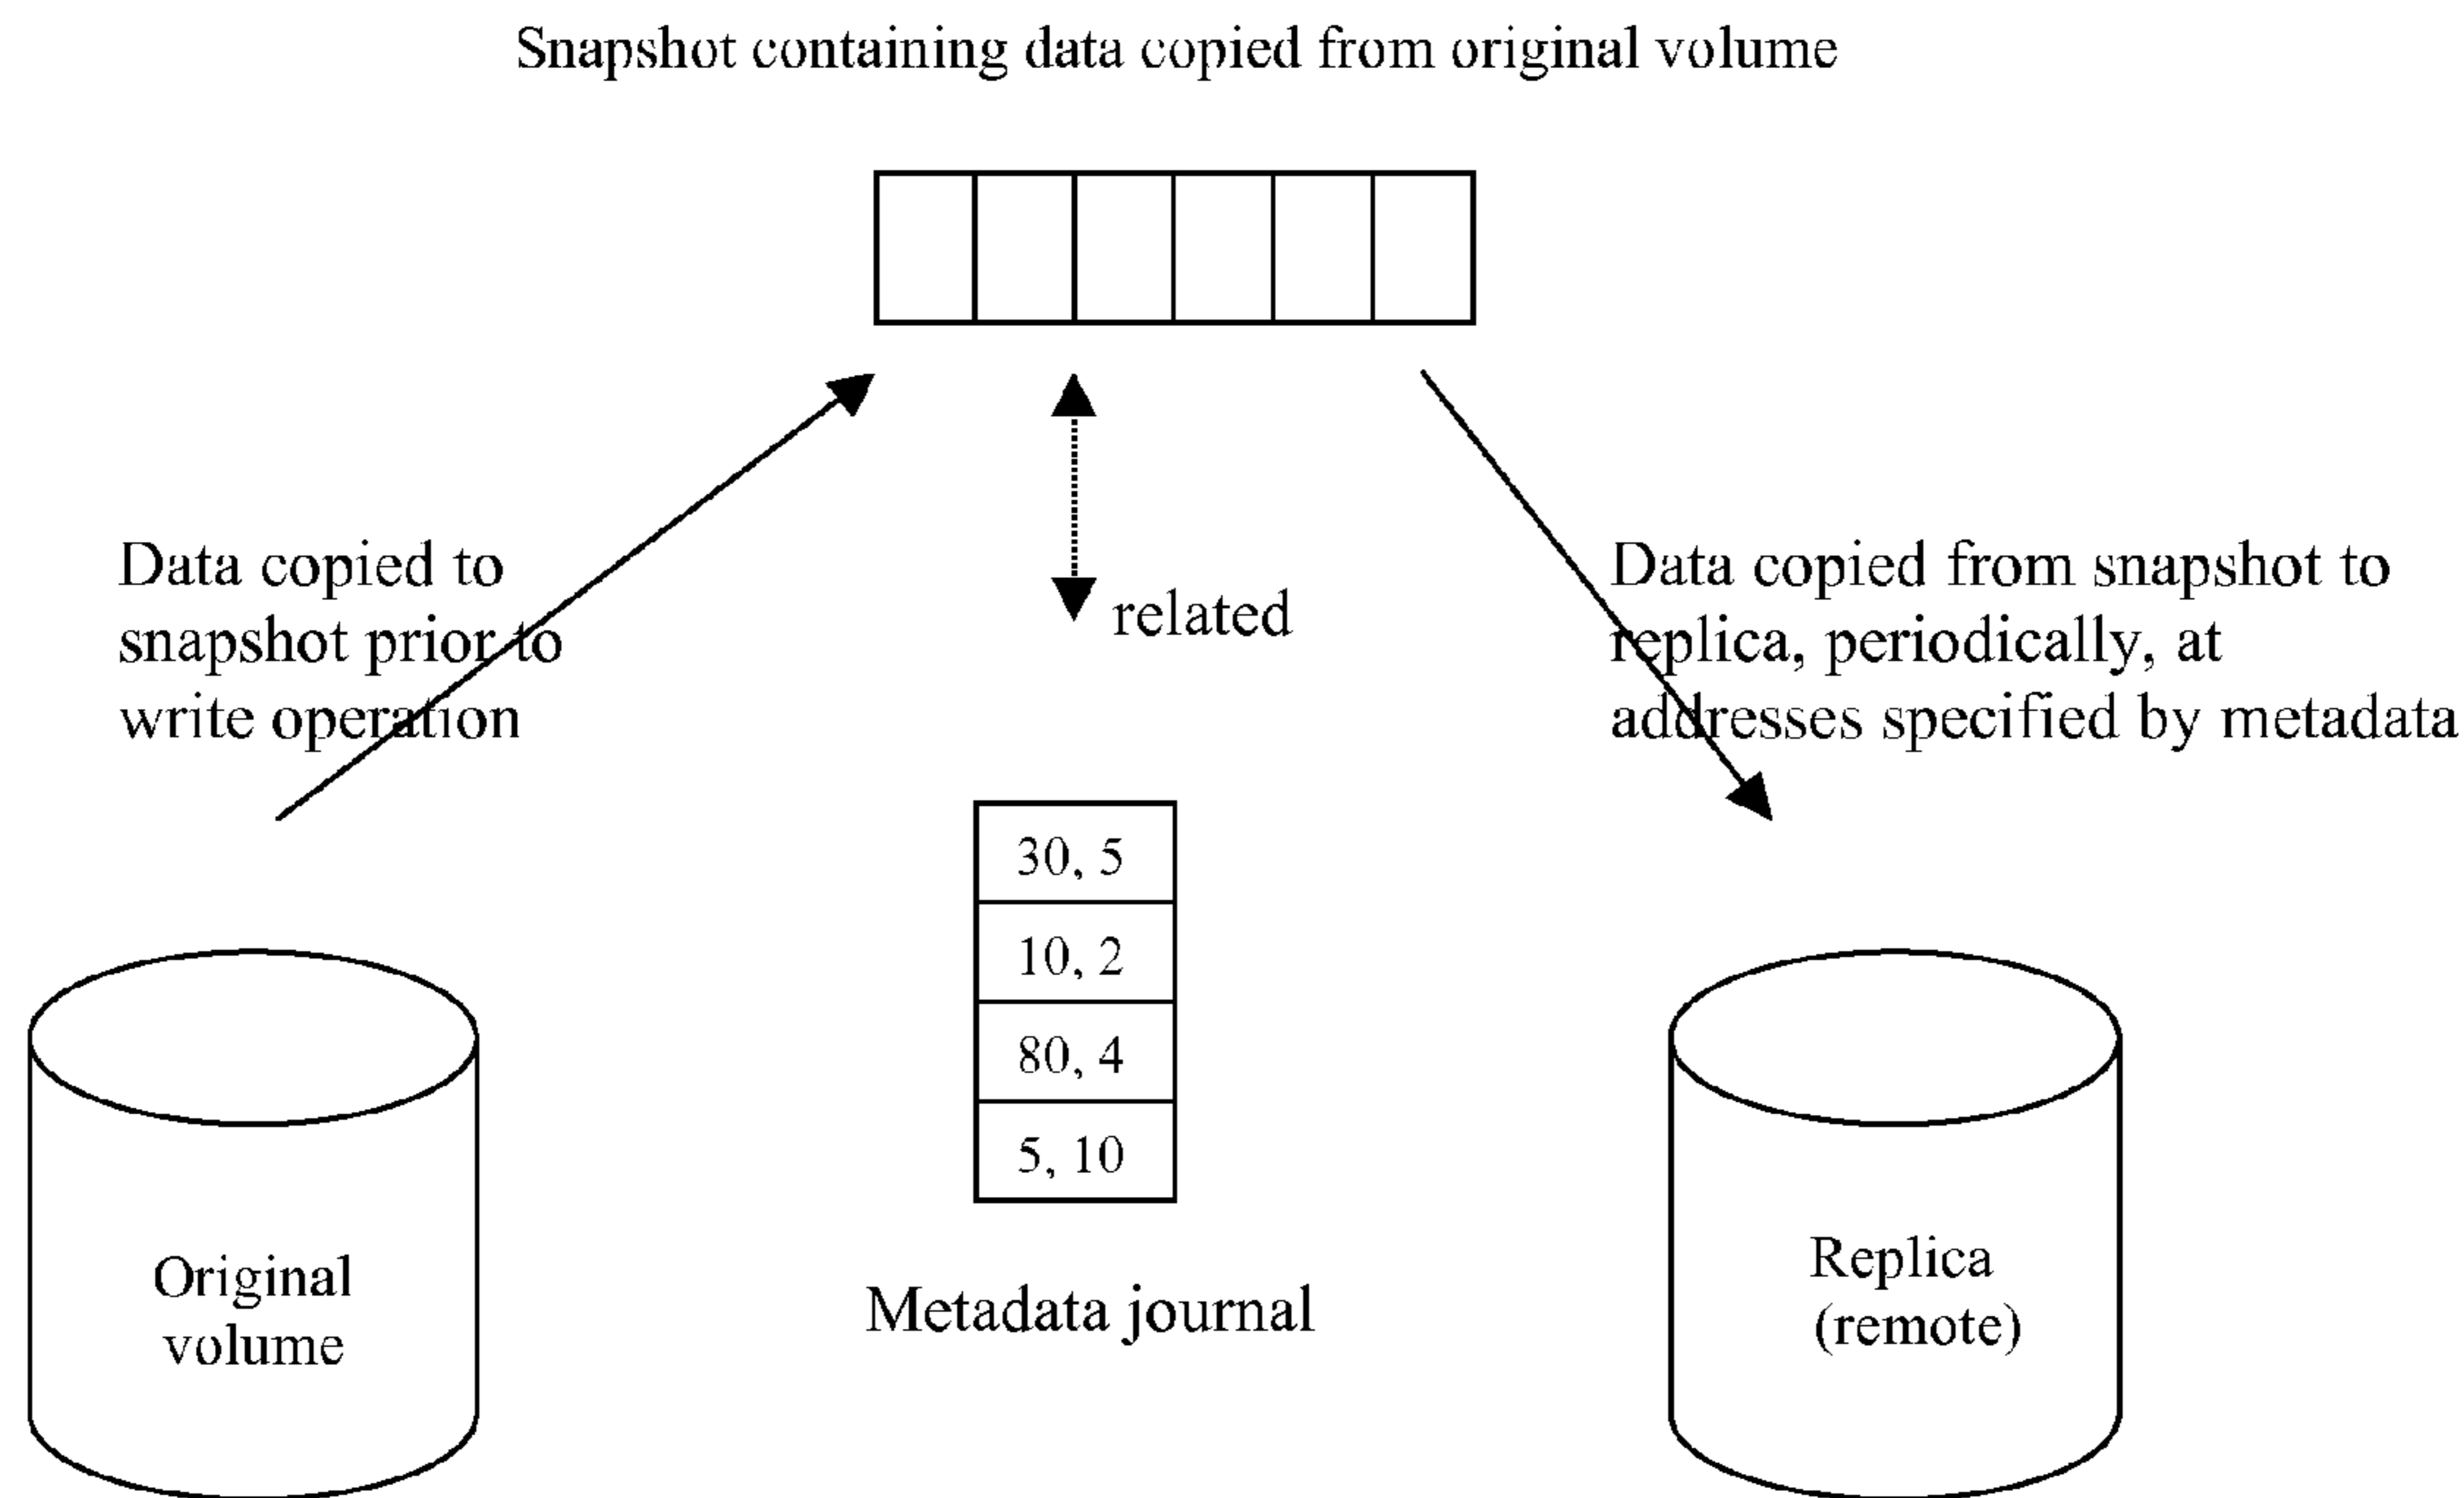 Snapshot containing data copied from original volume
Data copied to
snapshot prior to
write operation
related
Data copied from snapshot to
replica, periodically, at
addresses specified by metadata
30, 5
10, 2
80, 4
5, 10
Metadata journal
Original
volume
Replica
(remote)